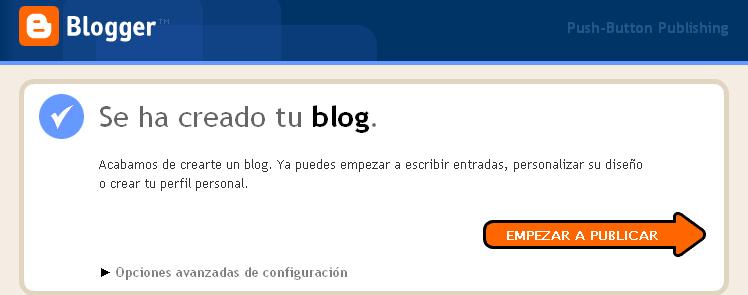 Blogger™
Push-Button Publishing
Se ha creado tu blog.
Acabamos de crearte un blog. Ya puedes empezar a escribir entradas, personalizar su diseño
o crear tu perfil personal.
EMPEZAR A PUBLICAR
Opciones avanzadas de configuración